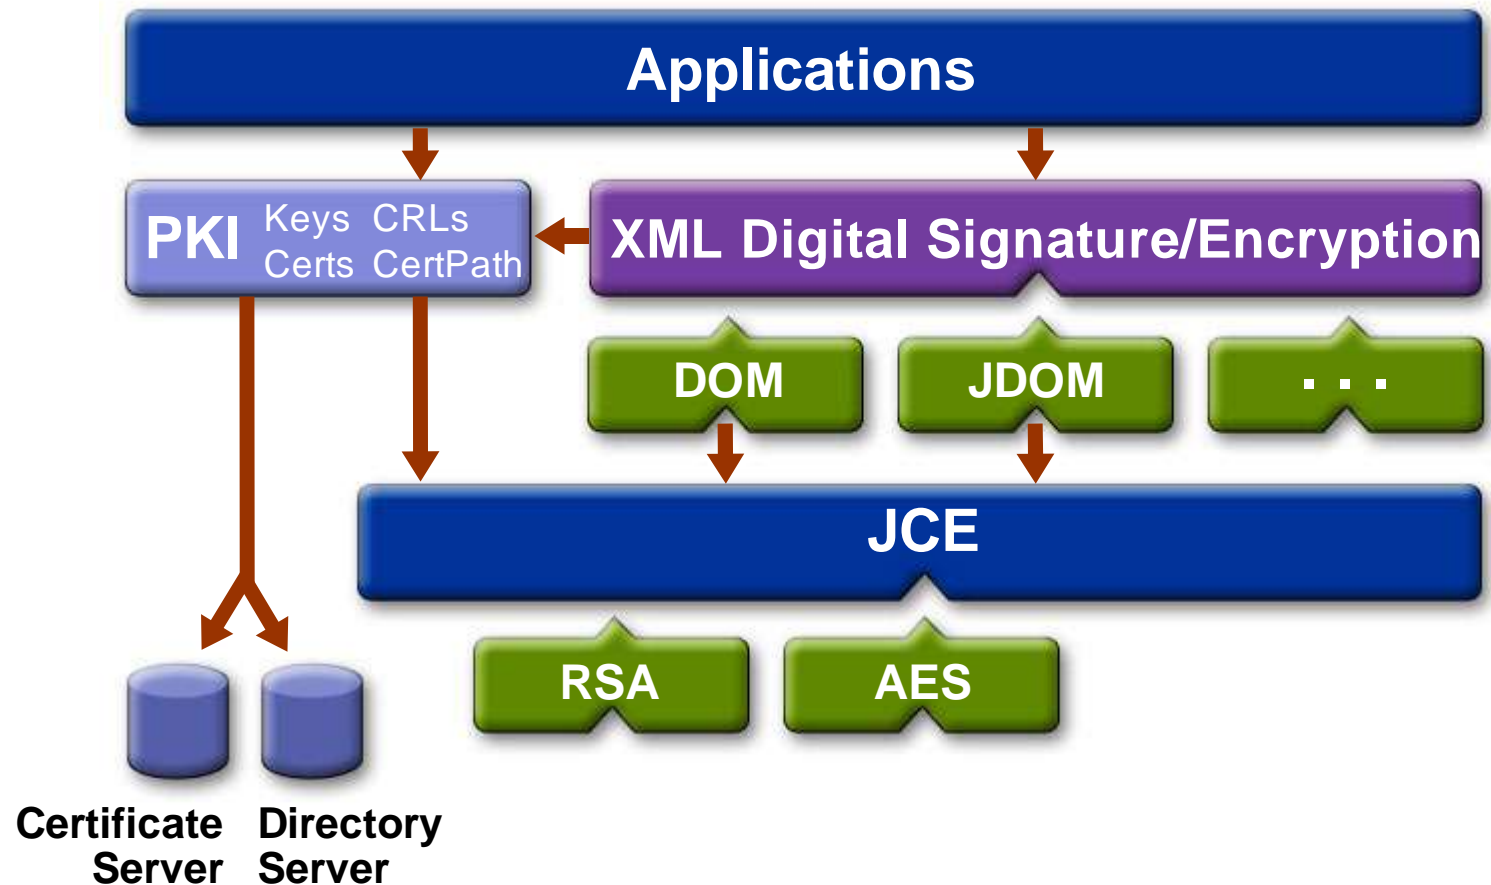 Applications
PKI
Keys CRLs
Certs CertPath
XML Digital Signature/Encryption
DOM
JDOM
...
JCE
RSA
AES
Certificate
Server
Directory
Server